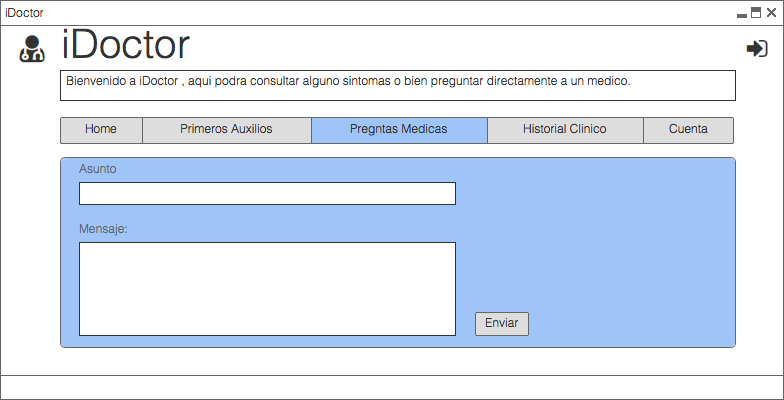 iDoctor
iDoctor
Bienvenido a iDoctor , aqui podra consultar alguno sintomas o bien preguntar directamente a un medico.
Home Primeros Auxilios Pregntas Medicas Historial Clinico Cuenta
Asunto
Mensaje:
Enviar